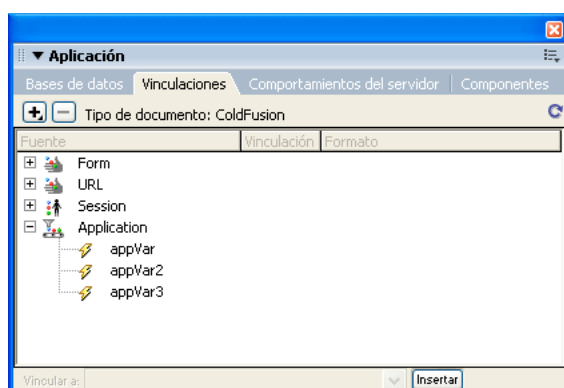 Aplicación
Bases de datos Vinculaciones Comportamientos del servidor Componentes
Tipo de documento: ColdFusion
Fuente Vinculación Formato
Form
URL
Session
Application
appVar
appVar2
appVar3
Vincular a: Insertar